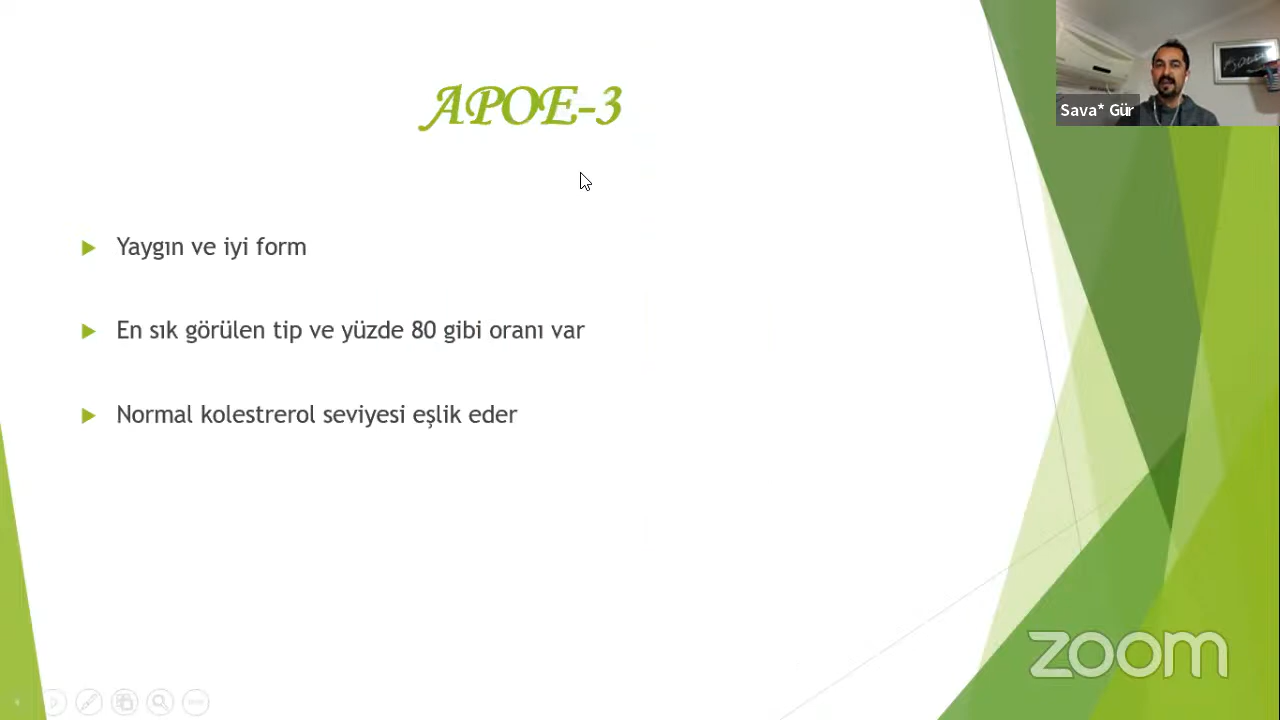 APOE-3
Sava* Gür
Yaygın ve iyi form
En sık görülen tip ve yüzde 80 gibi oranı var
Normal kolestrerol seviyesi eşlik eder
zoom